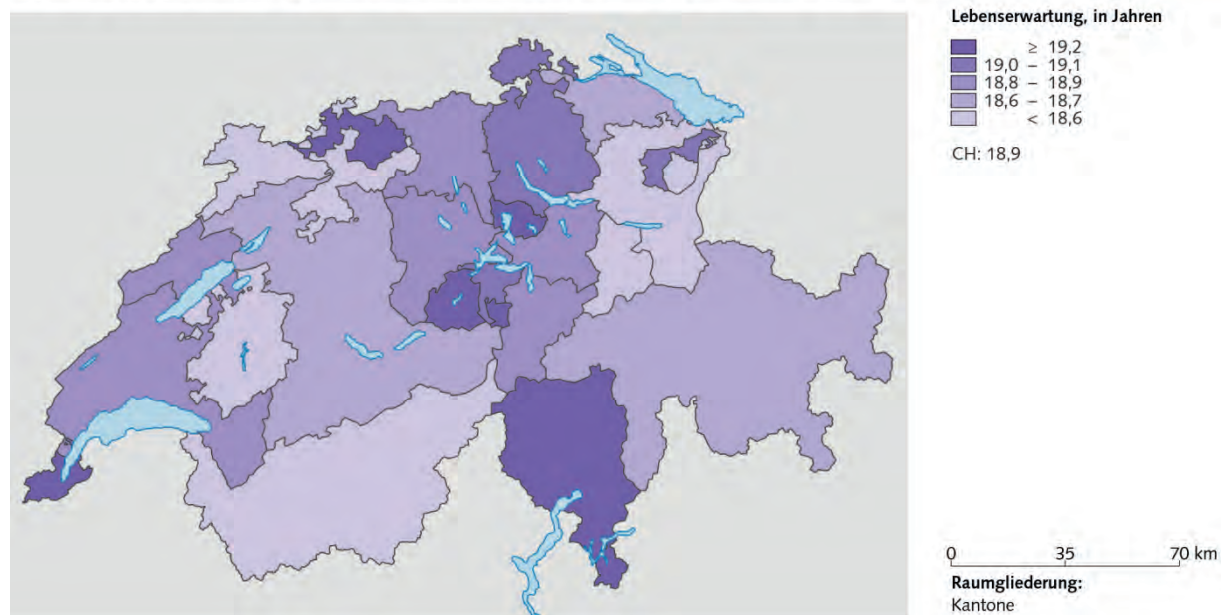 Lebenserwartung, in Jahren
≥ 19,2
19,0 – 19,1
18,8 – 18,9
18,6 – 18,7
< 18,6
CH: 18,9
0 35 70 km
Raumgliederung:
Kantone